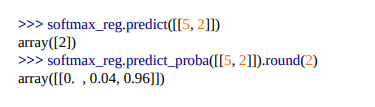 >>> softmax_reg.predict([[5, 2]])
array([2])
>>> softmax_reg.predict_proba([[5, 2]]).round(2)
array([[0. , 0.04, 0.96]])